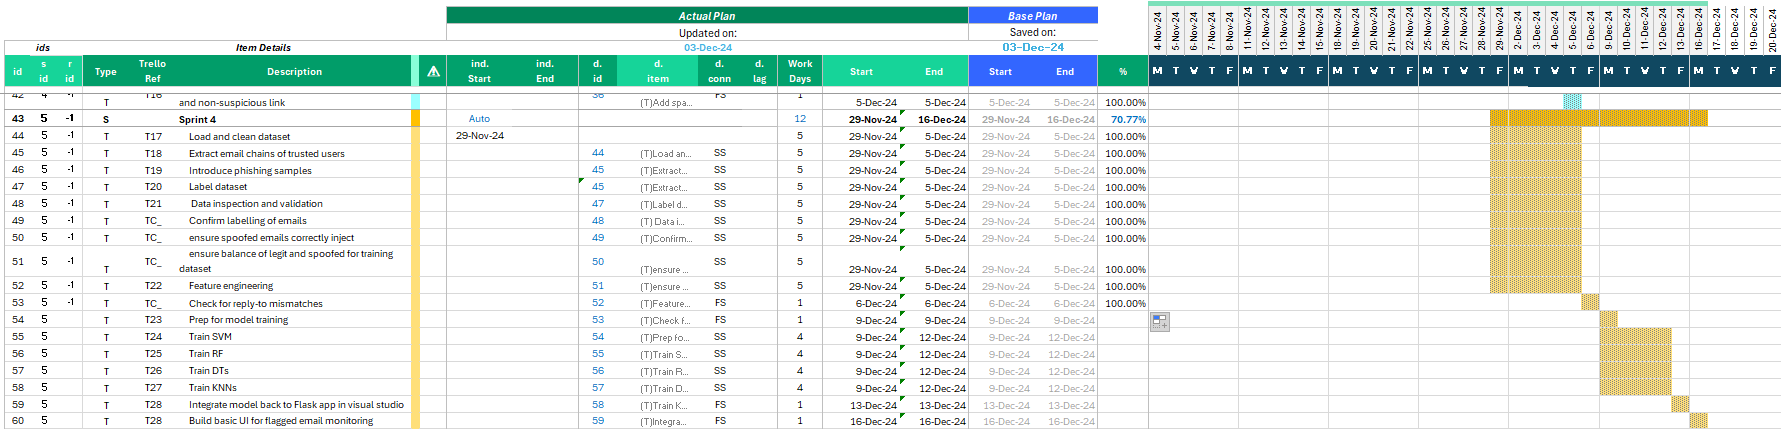 Actual Plan Base Plan
Updated on: Saved on:
ids Item Details 03-Dec-24 03-Dec-24
4-Nov-24 5-Nov-24 6-Nov-24 7-Nov-24 8-Nov-24 11-Nov-24 12-Nov-24 13-Nov-24 14-Nov-24 15-Nov-24 18-Nov-24 19-Nov-24 20-Nov-24 21-Nov-24 22-Nov-24 25-Nov-24 26-Nov-24 27-Nov-24 28-Nov-24 29-Nov-24 2-Dec-24 3-Dec-24 4-Dec-24 5-Dec-24 6-Dec-24 9-Dec-24 10-Dec-24 11-Dec-24 12-Dec-24 13-Dec-24 16-Dec-24 17-Dec-24 18-Dec-24 19-Dec-24 20-Dec-24
s r Trello ind. ind. d. d. d. d. Work
id Type Description Start End Start End % M T W T F M T W T F M T W T F M T W T F M T W T F M T W T F M T W T F
id id Ref Start End id item conn lag Days
42 4 -1 T16 36 FS 1
T and non-suspicious link (T)Add spa... 5-Dec-24 5-Dec-24 5-Dec-24 5-Dec-24 100.00%
43 5 -1 S Sprint 4 Auto 12 29-Nov-24 16-Dec-24 29-Nov-24 16-Dec-24 70.77%
44 5 -1 T T17 Load and clean dataset 29-Nov-24 5 29-Nov-24 5-Dec-24 29-Nov-24 5-Dec-24 100.00%
45 5 -1 T T18 Extract email chains of trusted users 44 (T)Load an... SS 5 29-Nov-24 5-Dec-24 29-Nov-24 5-Dec-24 100.00%
46 5 -1 T T19 Introduce phishing samples 45 (T)Extract... SS 5 29-Nov-24 5-Dec-24 29-Nov-24 5-Dec-24 100.00%
47 5 -1 T T20 Label dataset 45 (T)Extract... SS 5 29-Nov-24 5-Dec-24 29-Nov-24 5-Dec-24 100.00%
48 5 -1 T T21 Data inspection and validation 47 (T)Label d... SS 5 29-Nov-24 5-Dec-24 29-Nov-24 5-Dec-24 100.00%
49 5 -1 T TC_ Confirm labelling of emails 48 (T) Data i... SS 5 29-Nov-24 5-Dec-24 29-Nov-24 5-Dec-24 100.00%
50 5 -1 T TC_ ensure spoofed emails correctly inject 49 (T)Confirm... SS 5 29-Nov-24 5-Dec-24 29-Nov-24 5-Dec-24 100.00%
51 5 -1 TC_ ensure balance of legit and spoofed for training 50 SS 5
T dataset (T)ensure ... 29-Nov-24 5-Dec-24 29-Nov-24 5-Dec-24 100.00%
52 5 -1 T T22 Feature engineering 51 (T)ensure ... SS 5 29-Nov-24 5-Dec-24 29-Nov-24 5-Dec-24 100.00%
53 5 -1 T TC_ Check for reply-to mismatches 52 (T)Feature... FS 1 6-Dec-24 6-Dec-24 6-Dec-24 6-Dec-24 100.00%
54 5 T T23 Prep for model training 53 (T)Check f... FS 1 9-Dec-24 9-Dec-24 9-Dec-24 9-Dec-24
55 5 T T24 Train SVM 54 (T)Prep fo... SS 4 9-Dec-24 12-Dec-24 9-Dec-24 12-Dec-24
56 5 T T25 Train RF 55 (T)Train S... SS 4 9-Dec-24 12-Dec-24 9-Dec-24 12-Dec-24
57 5 T T26 Train DTs 56 (T)Train R... SS 4 9-Dec-24 12-Dec-24 9-Dec-24 12-Dec-24
58 5 T T27 Train KNNs 57 (T)Train D... SS 4 9-Dec-24 12-Dec-24 9-Dec-24 12-Dec-24
59 5 T T28 Integrate model back to Flask app in visual studio 58 (T)Train K... FS 1 13-Dec-24 13-Dec-24 13-Dec-24 13-Dec-24
60 5 T T28 Build basic UI for flagged email monitoring 59 (T)Integra... FS 1 16-Dec-24 16-Dec-24 16-Dec-24 16-Dec-24